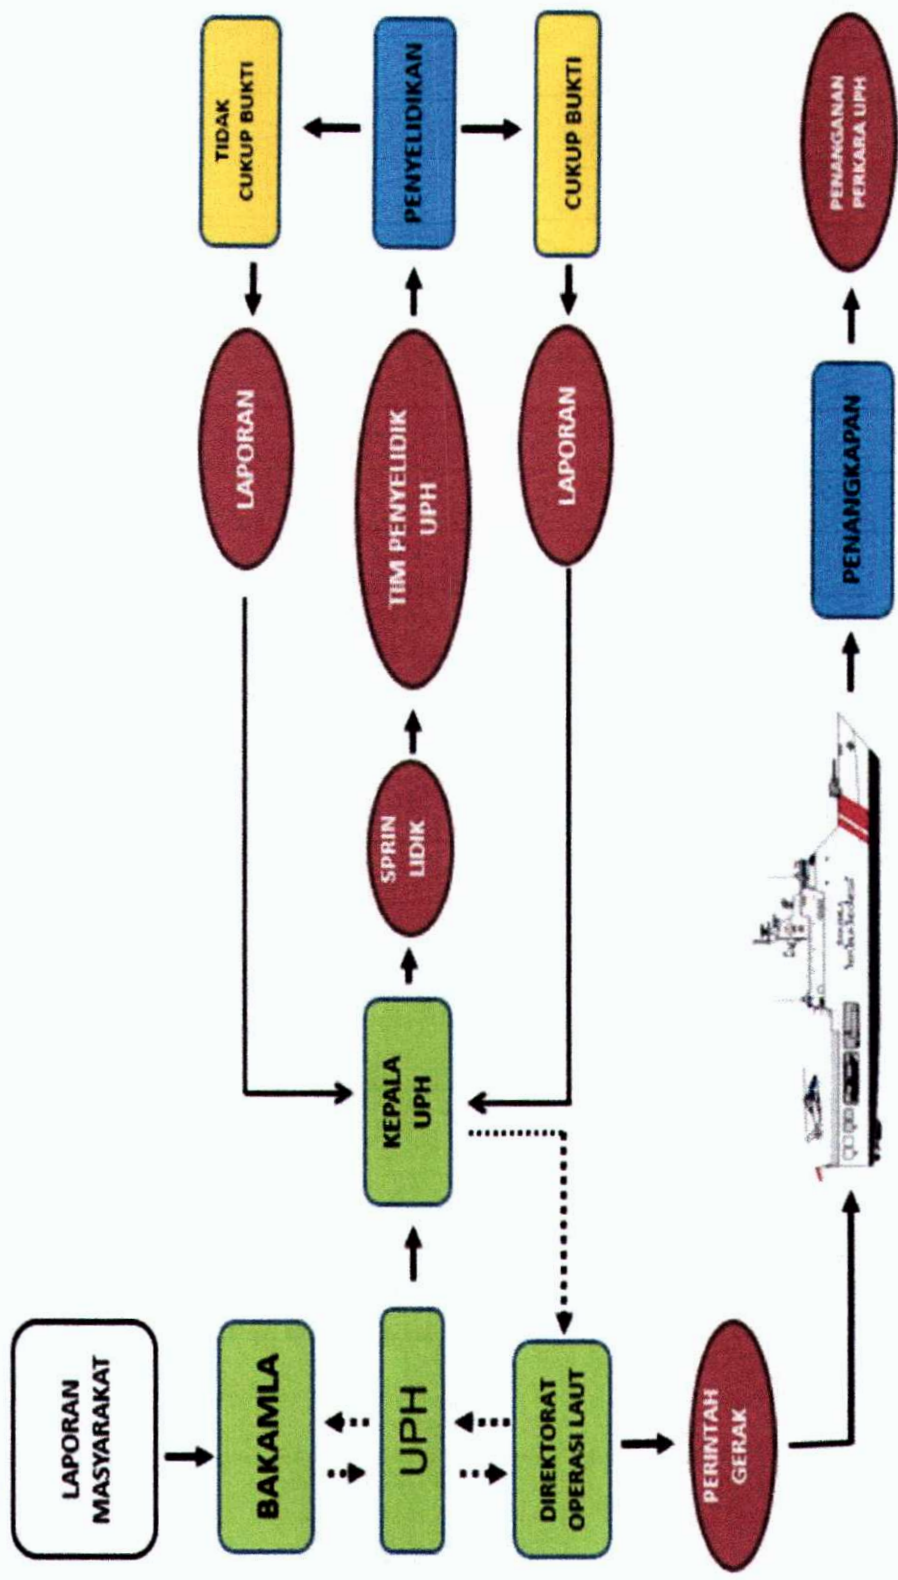 LAPORAN
MASYARAKAT
BAKAMLA
UPH
DIREKTORAT
OPERASI LAUT
PERINTAH
GERAK
KEPALA
UPH
SPRIN
LIDIK
TIM PENYELIDIK
UPH
PENYELIDIKAN
TIDAK
CUKUP BUKTI
LAPORAN
CUKUP BUKTI
LAPORAN
PENANGKAPAN
PENANGANAN
PERKARA UPH